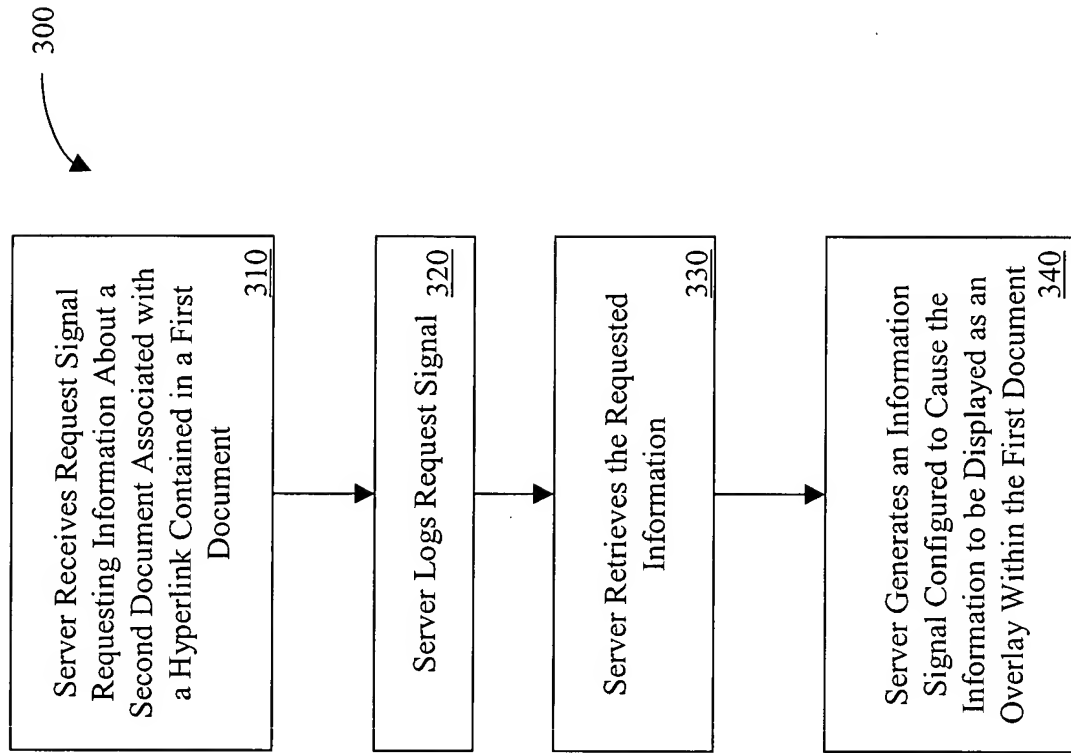 300
Server Receives Request Signal
Requesting Information About a
Second Document Associated with
a Hyperlink Contained in a First
Document
310
Server Logs Request Signal 320
Server Retrieves the Requested
Information
330
Server Generates an Information
Signal Configured to Cause the
Information to be Displayed as an
Overlay Within the First Document
340